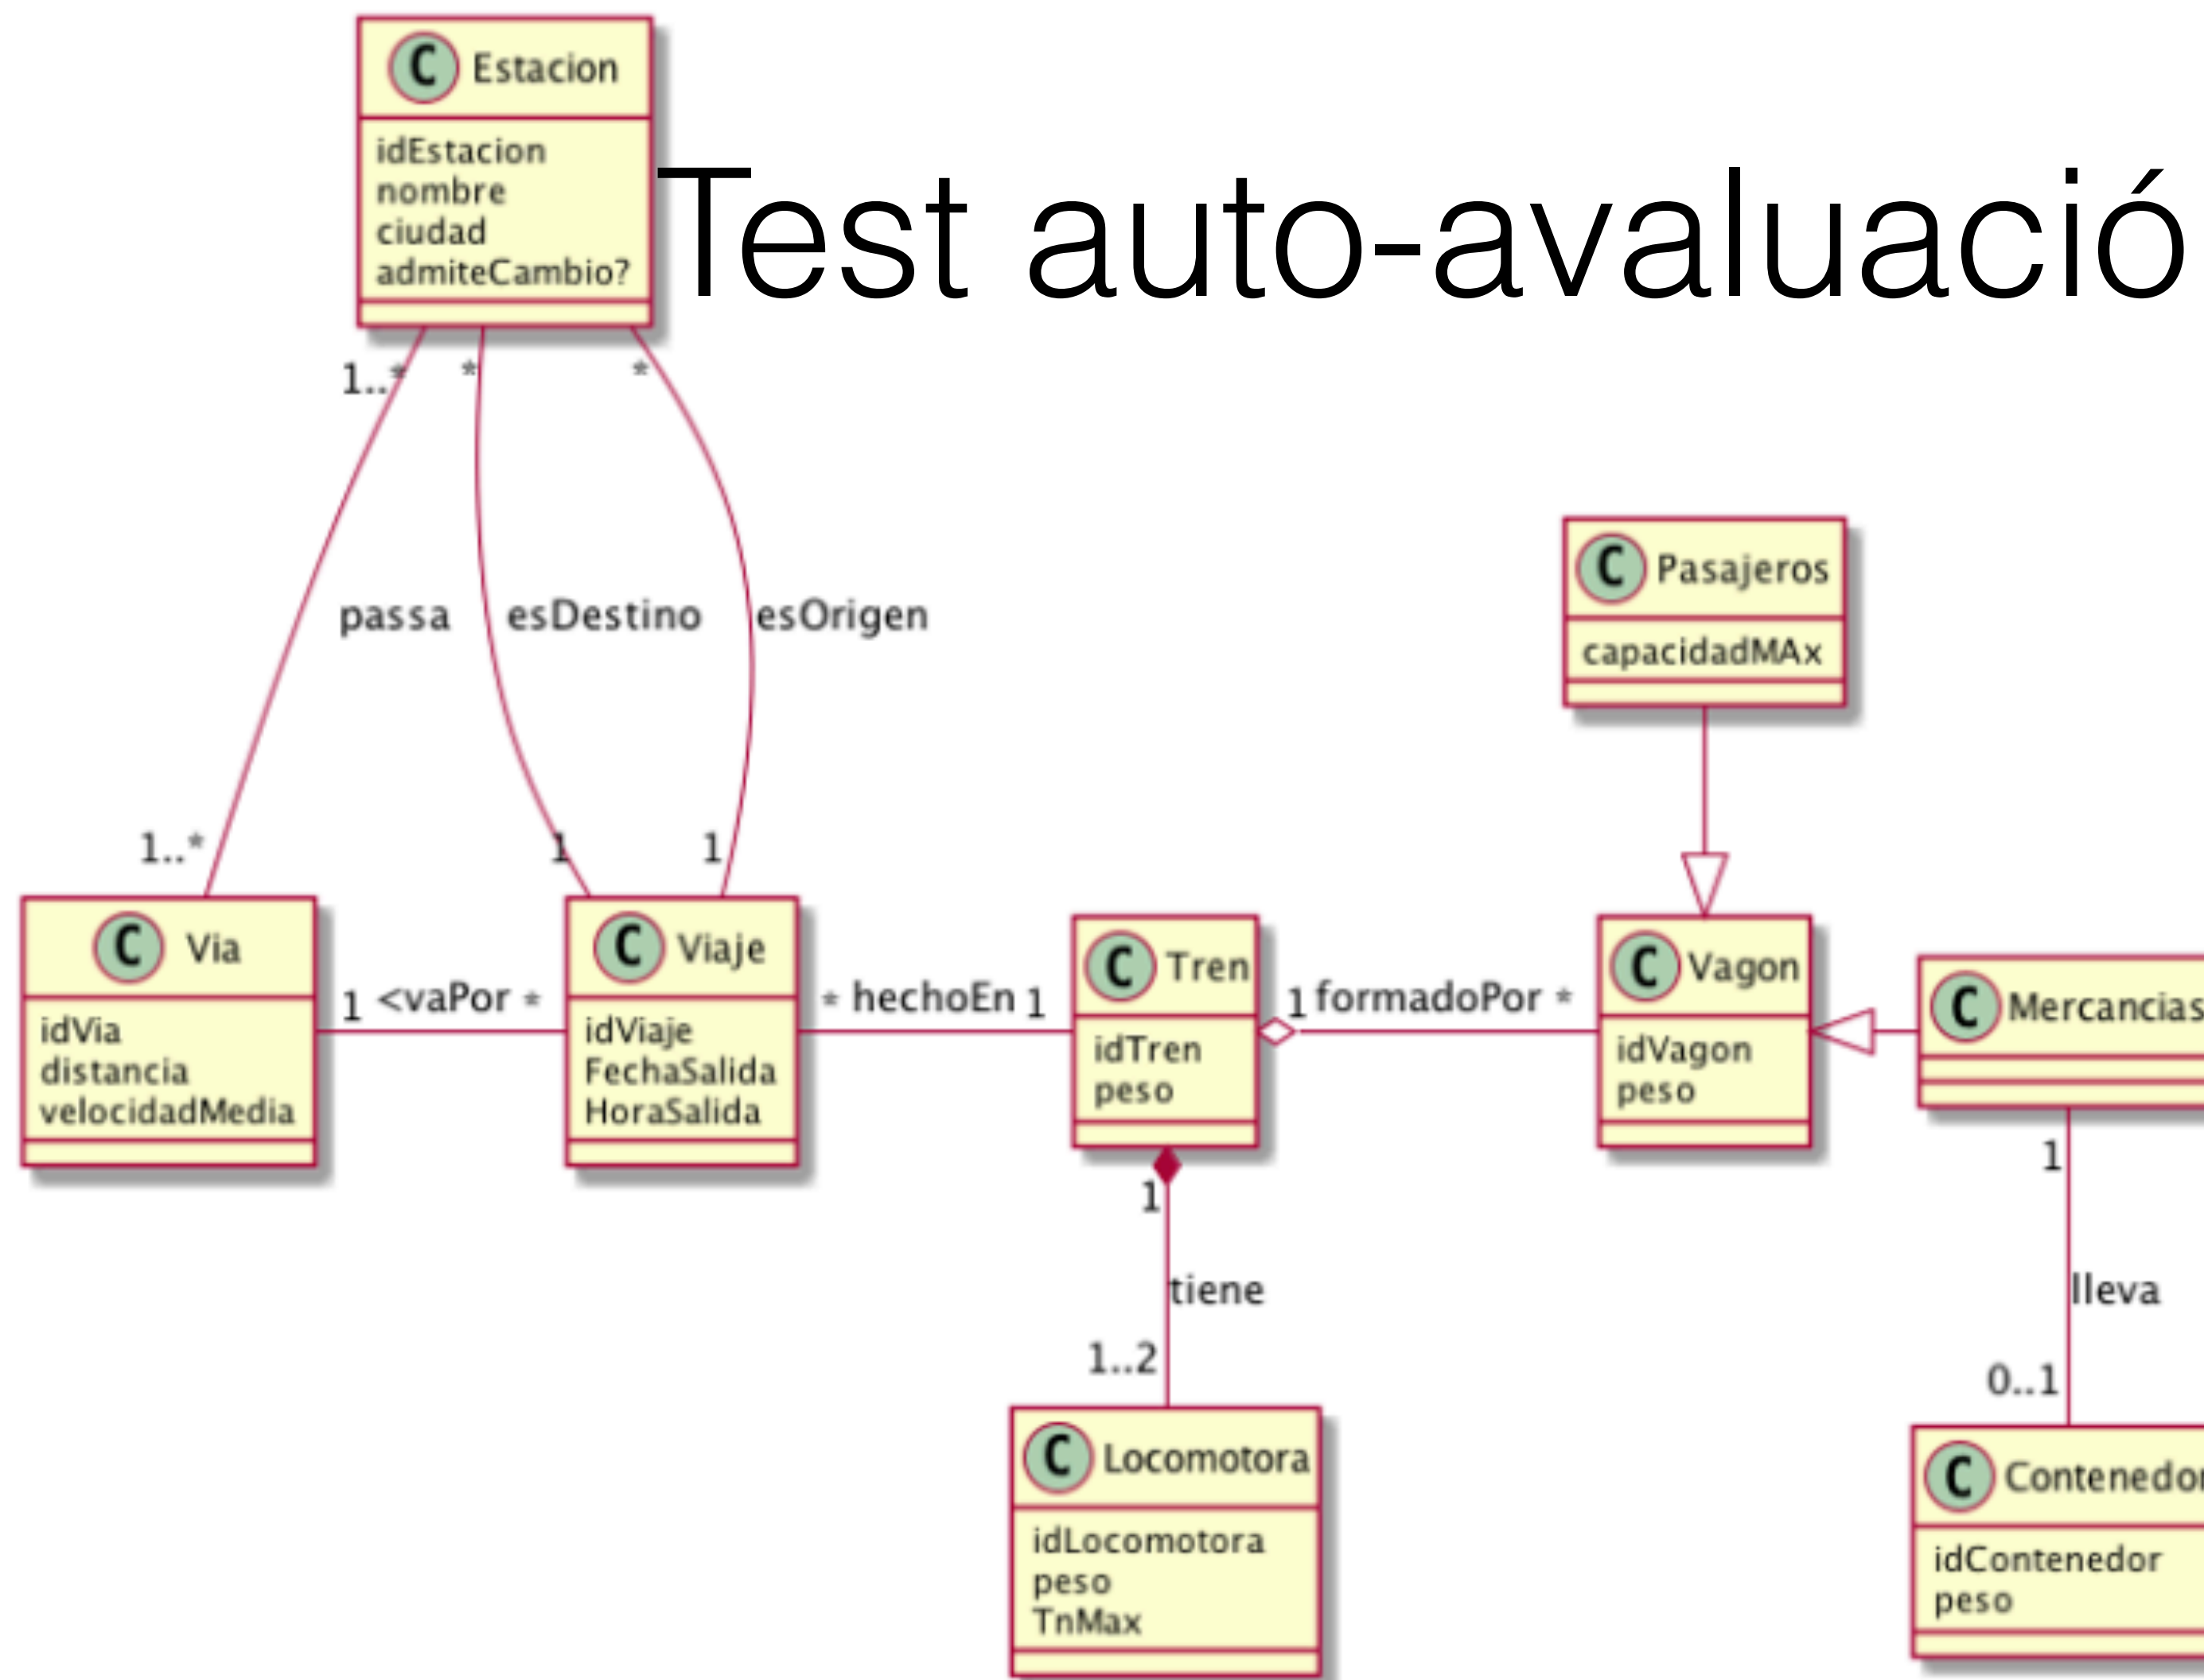 C Estacion
idEstacion
nombre
ciudad
admiteCambio?
Test auto-avaluació
1..*
*
*
passa
esDestino
esOrigen
1..*
1
1
C Pasajeros
capacidadMAx
C Via
idVia
distancia
velocidadMedia
1 <vaPor *
C Viaje
idViaje
FechaSalida
HoraSalida
* hechoEn 1
C Tren
idTren
peso
1 formadoPor *
C Vagon
idVagon
peso
C Mercancias
1
tiene
1..2
1
lleva
0..1
C Locomotora
idLocomotora
peso
TnMax
C Contenedor
idContenedor
peso